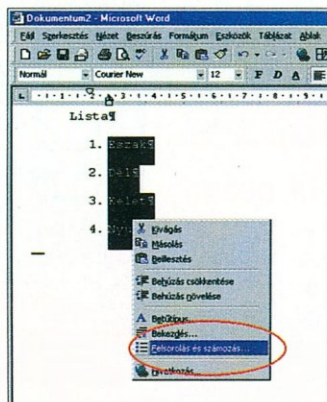 Dokumentum2 - Microsoft Word
Fájl Szerkesztés Nézet Beszúrás Formátum Eszközök Táblázat Ablak
Normál Courier New 12 F D A
Lista¶
1. Észak¶
2. Dél¶
3. Kelet¶
4.
Kivágás
Másolás
Beillesztés
Behúzás csökkentése
Behúzás növelése
Betűtípus...
Bekezdés...
Felsorolás és számozás...
Hivatkozás...